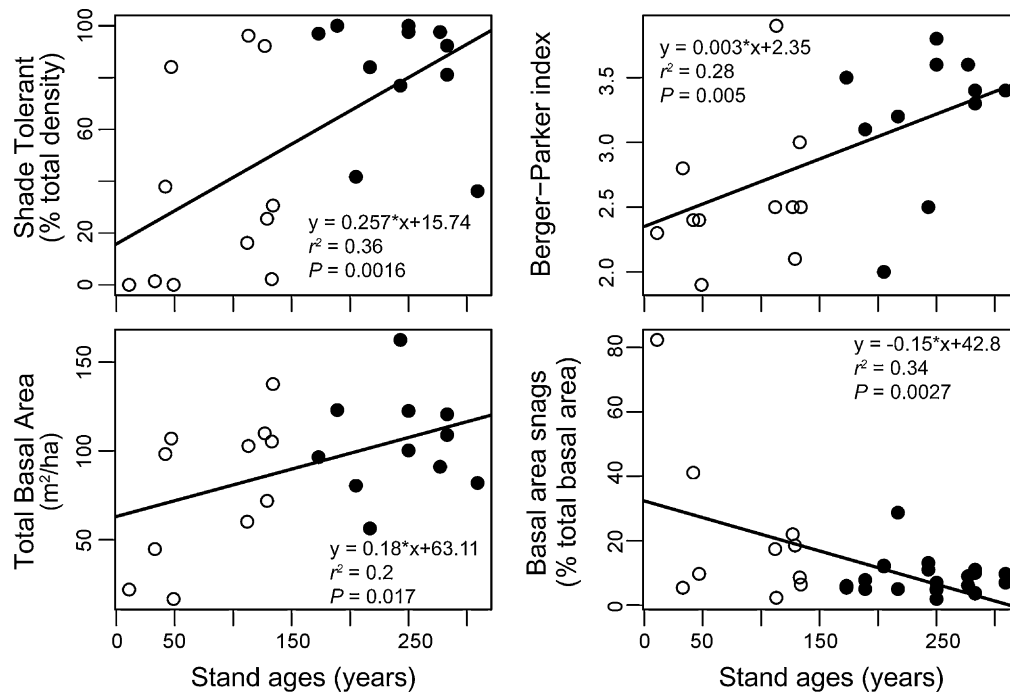 Shade Tolerant
(% total density)
0
20
60
100
y = 0.257*x+15.74
r² = 0.36
P = 0.0016
Berger−Parker index
2.0
2.5
3.0
3.5
y = 0.003*x+2.35
r² = 0.28
P = 0.005
Total Basal Area
(m²/ha)
50
100
150
y = 0.18*x+63.11
r² = 0.2
P = 0.017
0 50 150 250
Stand ages (years)
Basal area snags
(% total basal area)
0
20
40
60
80
y = -0.15*x+42.8
r² = 0.34
P = 0.0027
0 50 150 250
Stand ages (years)